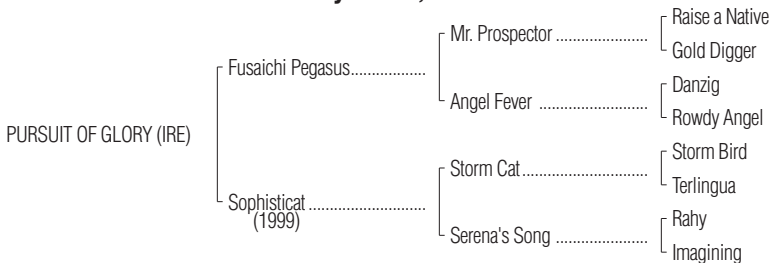 Raise a Native
Mr. Prospector ......................
Gold Digger
Fusaichi Pegasus..................
Danzig
Angel Fever ..........................
Rowdy Angel
PURSUIT OF GLORY (IRE)
Storm Bird
Storm Cat..............................
Terlingua
Sophisticat ............................
(1999)
Rahy
Serena's Song ......................
Imagining